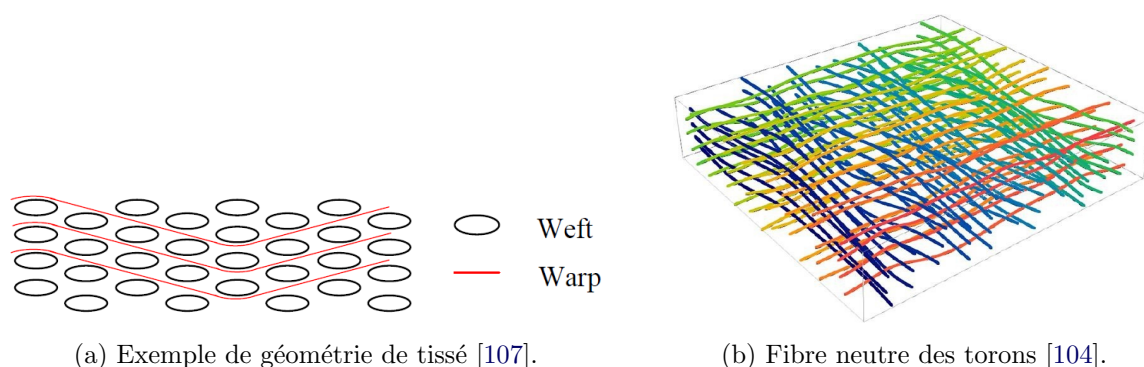 Weft
Warp
(a) Exemple de géométrie de tissé [107].
(b) Fibre neutre des torons [104].